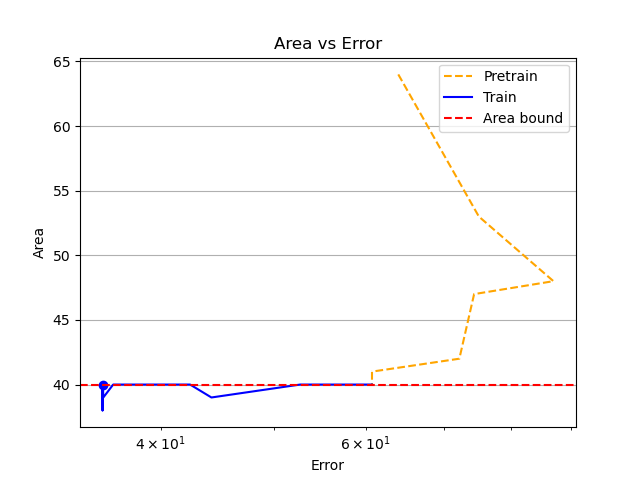 Area vs Error
65
60
55
50
45
40
Area
Pretrain
Train
Area bound
4 × 10¹
6 × 10¹
Error